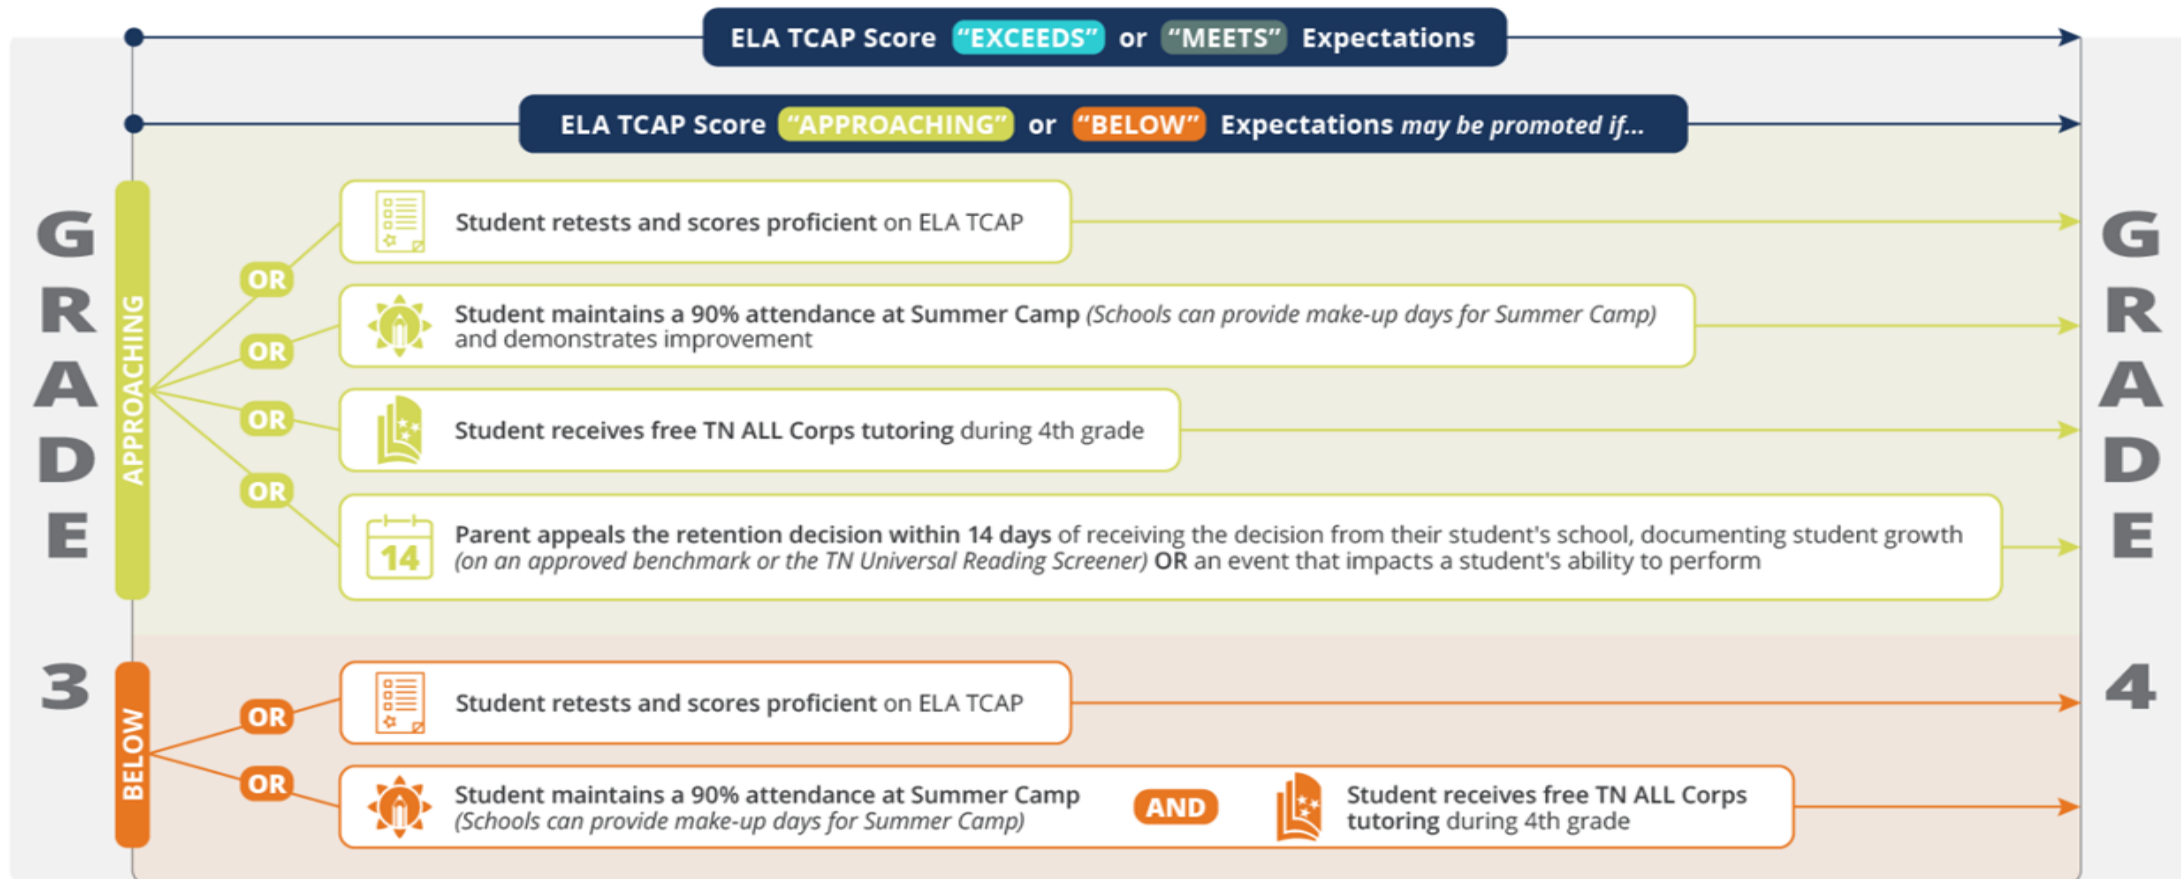 ELA TCAP Score “EXCEEDS” or “MEETS” Expectations
ELA TCAP Score “APPROACHING” or “BELOW” Expectations may be promoted if...
GRADE 3
APPROACHING
OR
Student retests and scores proficient on ELA TCAP
OR
Student maintains a 90% attendance at Summer Camp (Schools can provide make-up days for Summer Camp)
and demonstrates improvement
OR
Student receives free TN ALL Corps tutoring during 4th grade
OR
14
Parent appeals the retention decision within 14 days of receiving the decision from their student's school, documenting student growth
(on an approved benchmark or the TN Universal Reading Screener) OR an event that impacts a student's ability to perform
BELOW
OR
Student retests and scores proficient on ELA TCAP
OR
Student maintains a 90% attendance at Summer Camp
(Schools can provide make-up days for Summer Camp)
AND
Student receives free TN ALL Corps
tutoring during 4th grade
GRADE 4